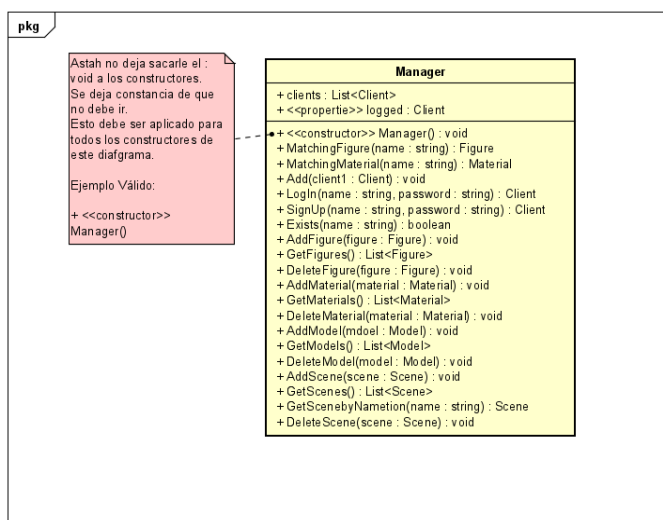 pkg
Astah no deja sacarle el :
void a los constructores.
Se deja constancia de que
no debe ir.
Esto debe ser aplicado para
todos los constructores de
este diafgrama.
Ejemplo Válido:
+ <<constructor>>
Manager()
Manager
+ clients : List<Client>
+ <<propertie>> logged : Client
+ <<constructor>> Manager() : void
+ MatchingFigure(name : string) : Figure
+ MatchingMaterial(name : string) : Material
+ Add(client1 : Client) : void
+ LogIn(name : string, password : string) : Client
+ SignUp(name : string, password : string) : Client
+ Exists(name : string) : boolean
+ AddFigure(figure : Figure) : void
+ GetFigures() : List<Figure>
+ DeleteFigure(figure : Figure) : void
+ AddMaterial(material : Material) : void
+ GetMaterials() : List<Material>
+ DeleteMaterial(material : Material) : void
+ AddModel(mdoel : Model) : void
+ GetModels() : List<Model>
+ DeleteModel(model : Model) : void
+ AddScene(scene : Scene) : void
+ GetScenes() : List<Scene>
+ GetScenebyNametion(name : string) : Scene
+ DeleteScene(scene : Scene) : void